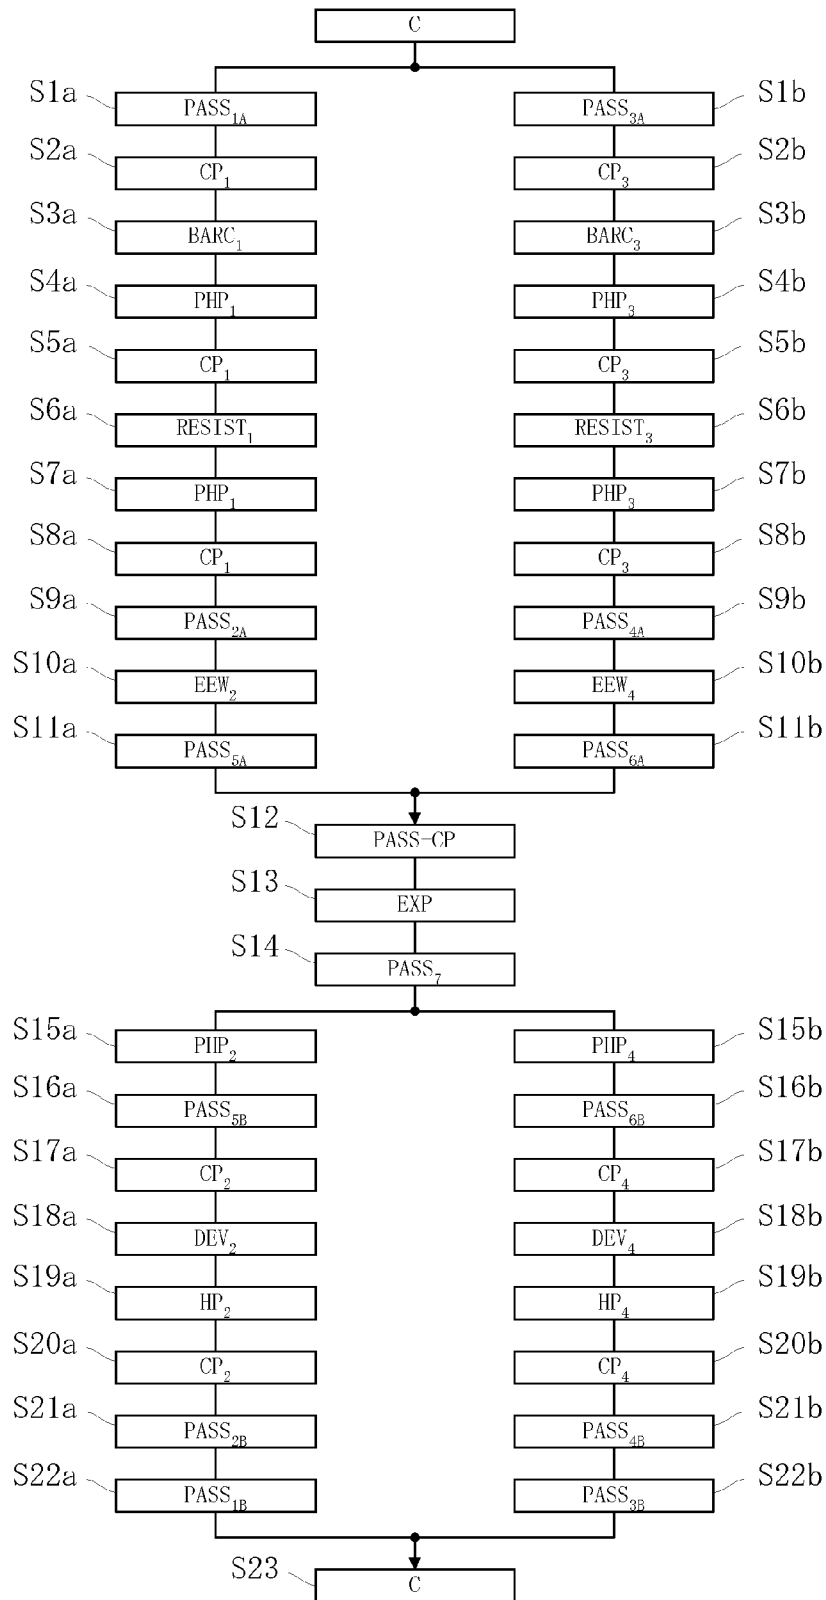 C
S1a PASS1A PASS3A S1b
S2a CP1 CP3 S2b
S3a BARC1 BARC3 S3b
S4a PHP1 PHP3 S4b
S5a CP1 CP3 S5b
S6a RESIST1 RESIST3 S6b
S7a PHP1 PHP3 S7b
S8a CP1 CP3 S8b
S9a PASS2A PASS4A S9b
S10a EEW2 EEW4 S10b
S11a PASS5A PASS6A S11b
S12 PASS-CP
S13 EXP
S14 PASS7
S15a PHP2 PHP4 S15b
S16a PASS5B PASS6B S16b
S17a CP2 CP4 S17b
S18a DEV2 DEV4 S18b
S19a HP2 HP4 S19b
S20a CP2 CP4 S20b
S21a PASS2B PASS4B S21b
S22a PASS1B PASS3B S22b
S23 C